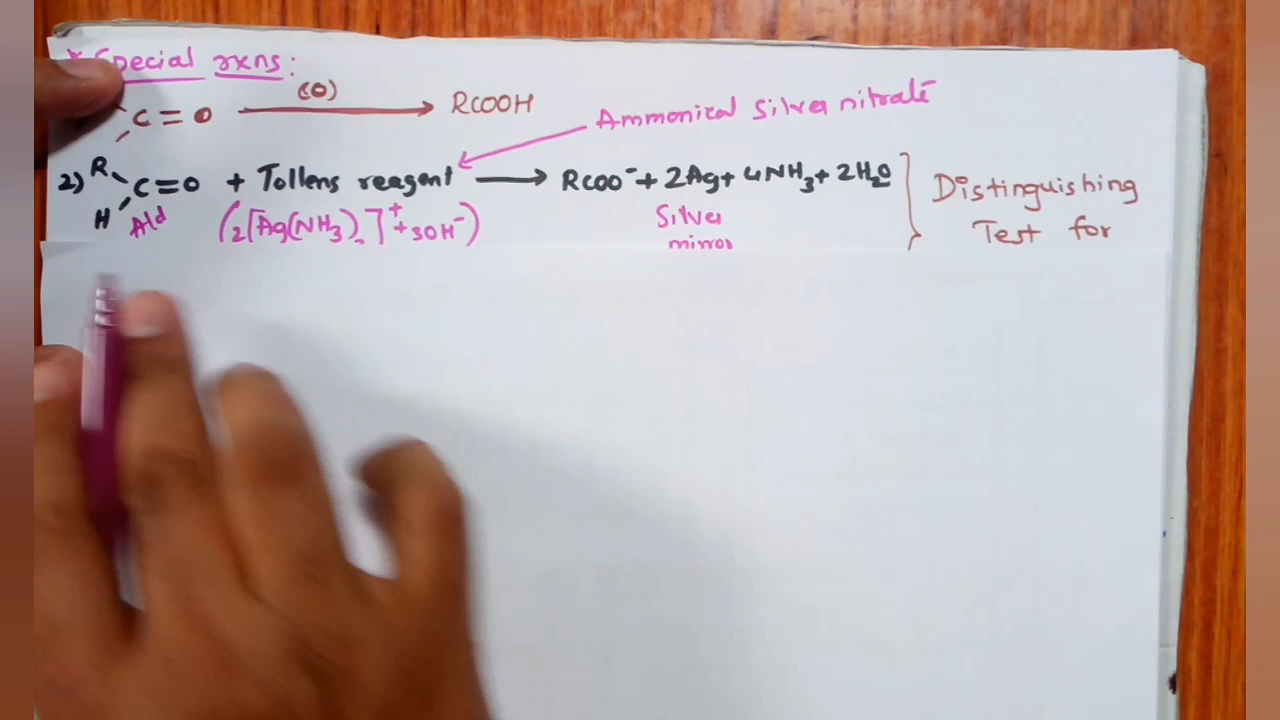 * Special rxns:
C=O (O) → RCOOH
Ammonical Silver nitrate
2) R H C=O + Tollens reagent → RCOO⁻ + 2Ag + 4NH₃ + 2H₂O
Ald (2[Ag(NH₃)₂]⁺ + 3OH⁻) Silver mirror
Distinguishing
Test for